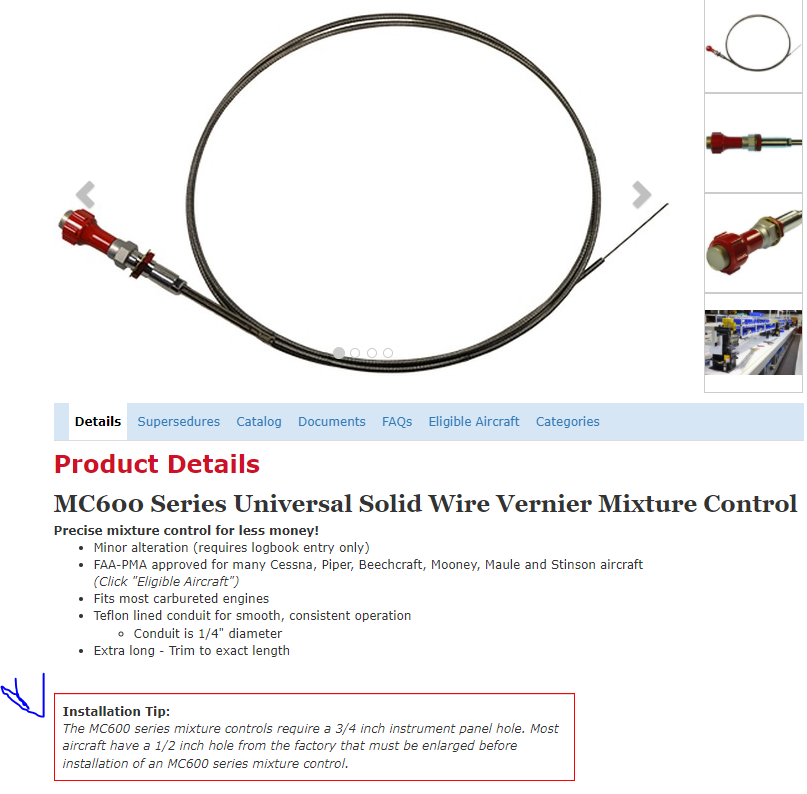 Details Supersedures Catalog Documents FAQs Eligible Aircraft Categories
Product Details
MC600 Series Universal Solid Wire Vernier Mixture Control
Precise mixture control for less money!
Minor alteration (requires logbook entry only)
FAA-PMA approved for many Cessna, Piper, Beechcraft, Mooney, Maule and Stinson aircraft
(Click "Eligible Aircraft")
Fits most carbureted engines
Teflon lined conduit for smooth, consistent operation
Conduit is 1/4" diameter
Extra long - Trim to exact length
Installation Tip:
The MC600 series mixture controls require a 3/4 inch instrument panel hole. Most
aircraft have a 1/2 inch hole from the factory that must be enlarged before
installation of an MC600 series mixture control.